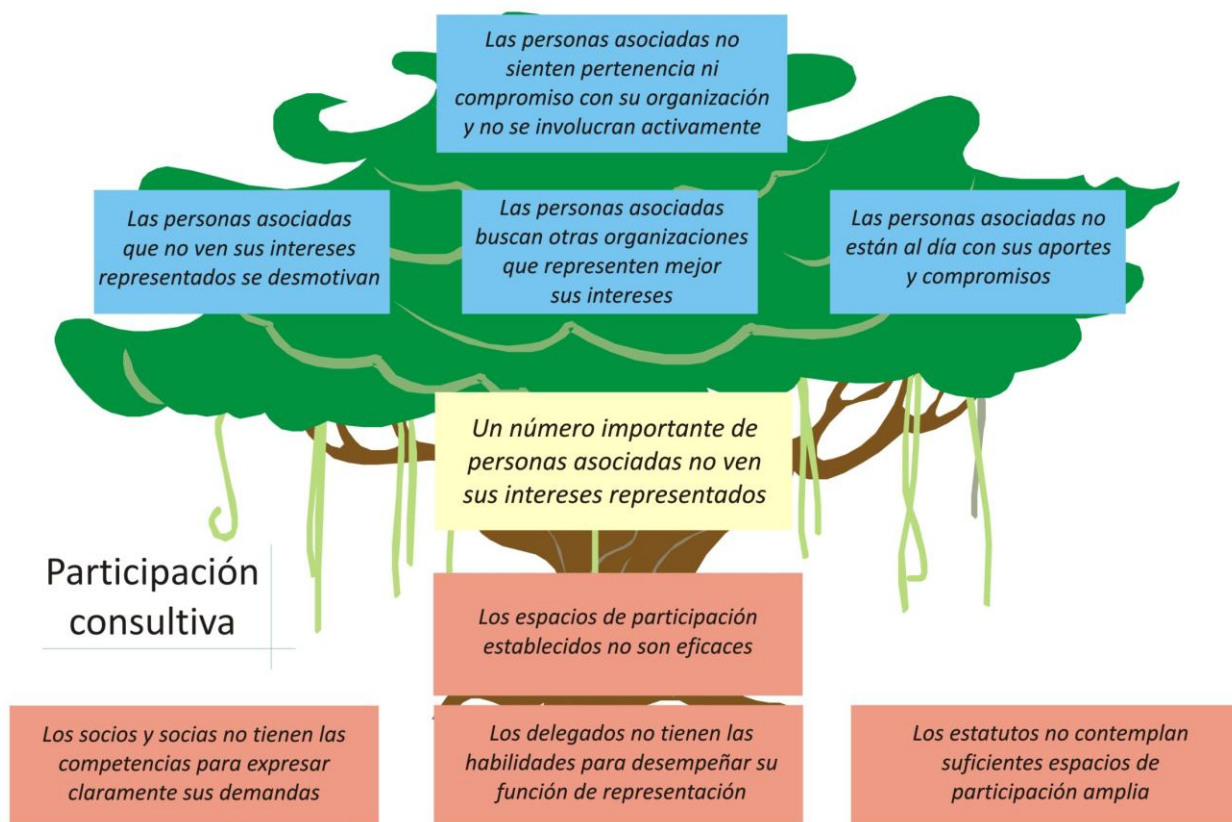 Las personas asociadas no
sienten pertenencia ni
compromiso con su organización
y no se involucran activamente
Las personas asociadas
que no ven sus intereses
representados se desmotivan
Las personas asociadas
buscan otras organizaciones
que representen mejor
sus intereses
Las personas asociadas no
están al día con sus aportes
y compromisos
Un número importante de
personas asociadas no ven
sus intereses representados
Participación
consultiva
Los espacios de participación
establecidos no son eficaces
Los socios y socias no tienen las
competencias para expresar
claramente sus demandas
Los delegados no tienen las
habilidades para desempeñar su
función de representación
Los estatutos no contemplan
suficientes espacios de
participación amplia